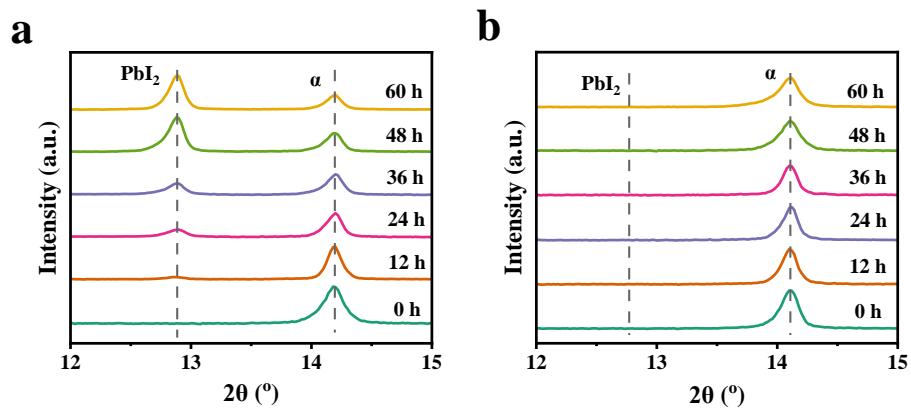 a
PbI₂
α
60 h
48 h
36 h
24 h
12 h
0 h
Intensity (a.u.)
12
13
14
15
2θ (°)
b
PbI₂
α
60 h
48 h
36 h
24 h
12 h
0 h
Intensity (a.u.)
12
13
14
15
2θ (°)